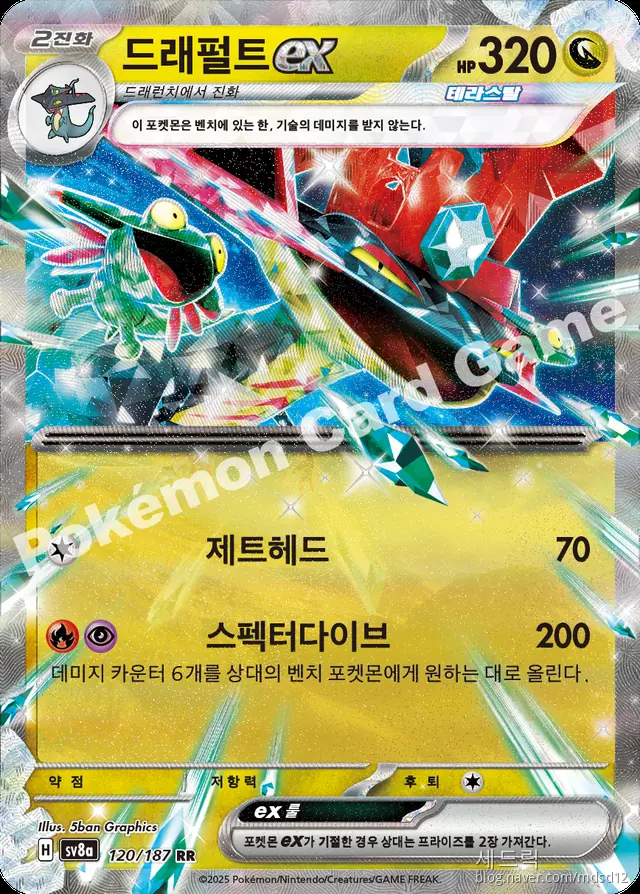 2진화
드래펄트 ex
HP 320
드래런치에서 진화
테라스탈
이 포켓몬은 벤치에 있는 한, 기술의 데미지를 받지 않는다.
Pokémon Card Game
제트헤드 70
스펙터다이브 200
데미지 카운터 6개를 상대의 벤치 포켓몬에게 원하는 대로 올린다.
약점 저항력 후퇴
Illus. 5ban Graphics
ex 룰
포켓몬 ex가 기절한 경우 상대는 프라이즈를 2장 가져간다.
H sv8a 120/187 RR
세드릭
©2025 Pokémon/Nintendo/Creatures/GAME FREAK.
blog.naver.com/mdsd12